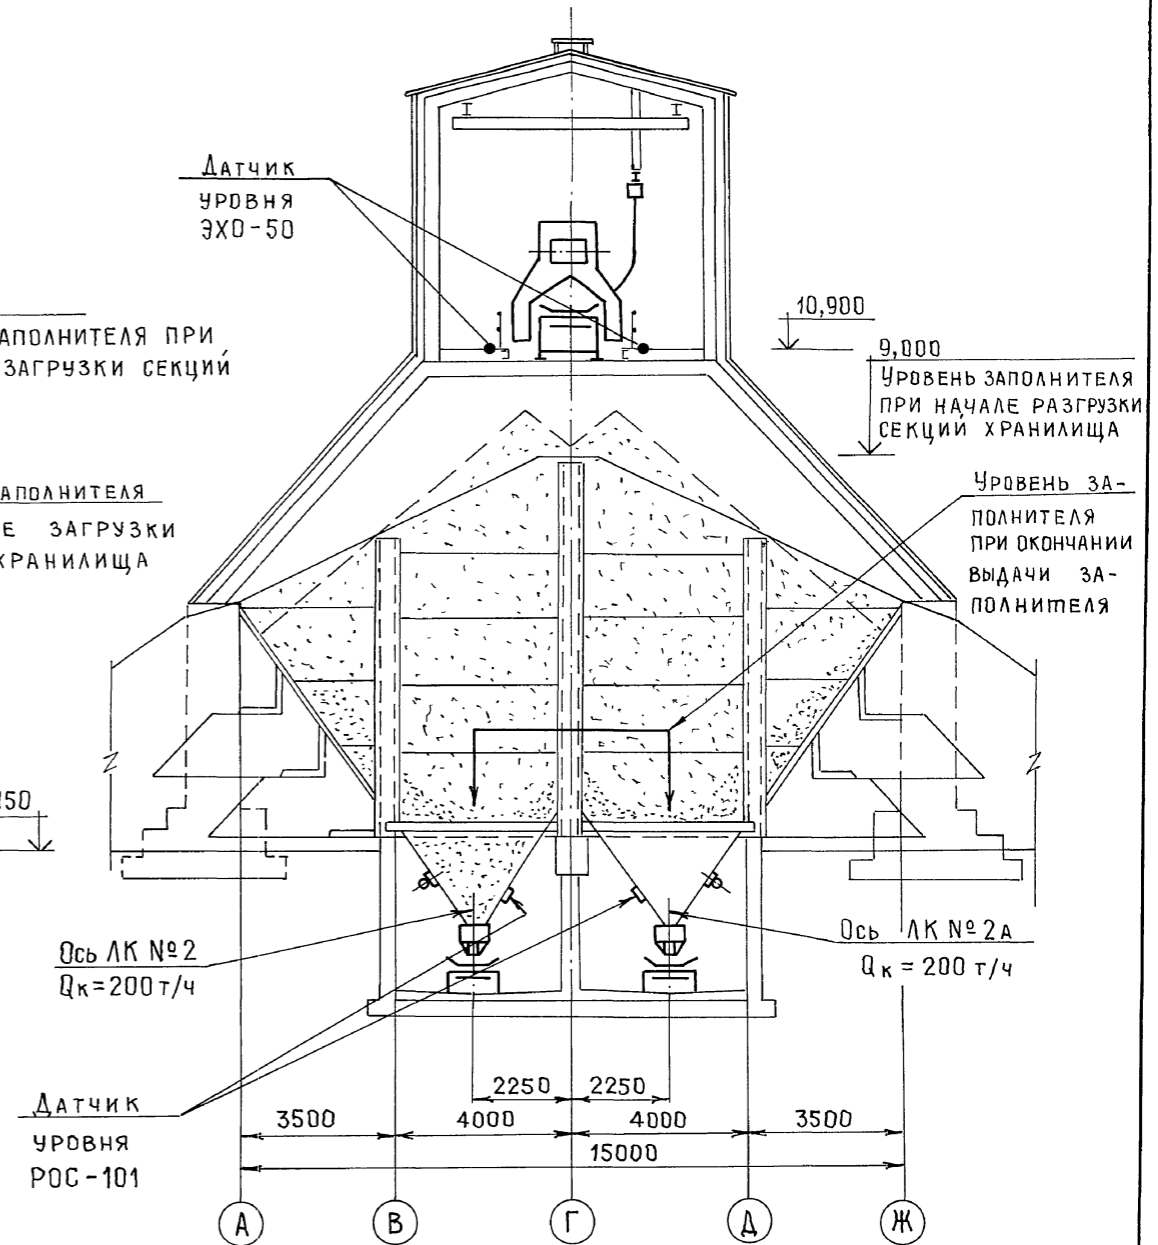 Датчик
уровня
ЭХО-50
10,900
9,000
Уровень заполнителя
при начале разгрузки
секций хранилища
аполнителя при
загрузки секций
Уровень за-
полнителя
при окончании
выдачи за-
полнителя
аполнителя
е загрузки
хранилища
150
Ось ЛК №2
Qк=200 т/ч
Ось ЛК №2А
Qк=200 т/ч
Датчик
уровня
РОС-101
2250 2250
3500 4000 4000 3500
15000
А В Г Д Ж